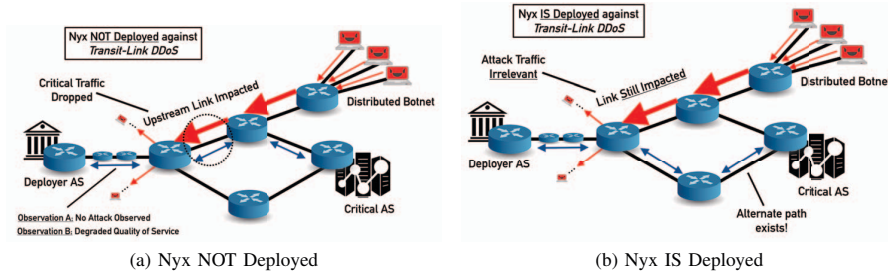 Nyx NOT Deployed against
Transit-Link DDoS
Critical Traffic
Dropped
Upstream Link Impacted
Distributed Botnet
Deployer AS
Critical AS
Observation A: No Attack Observed
Observation B: Degraded Quality of Service
(a) Nyx NOT Deployed
Nyx IS Deployed against
Transit-Link DDoS
Attack Traffic
Irrelevant
Link Still Impacted
Distributed Botnet
Deployer AS
Critical AS
Alternate path
exists!
(b) Nyx IS Deployed